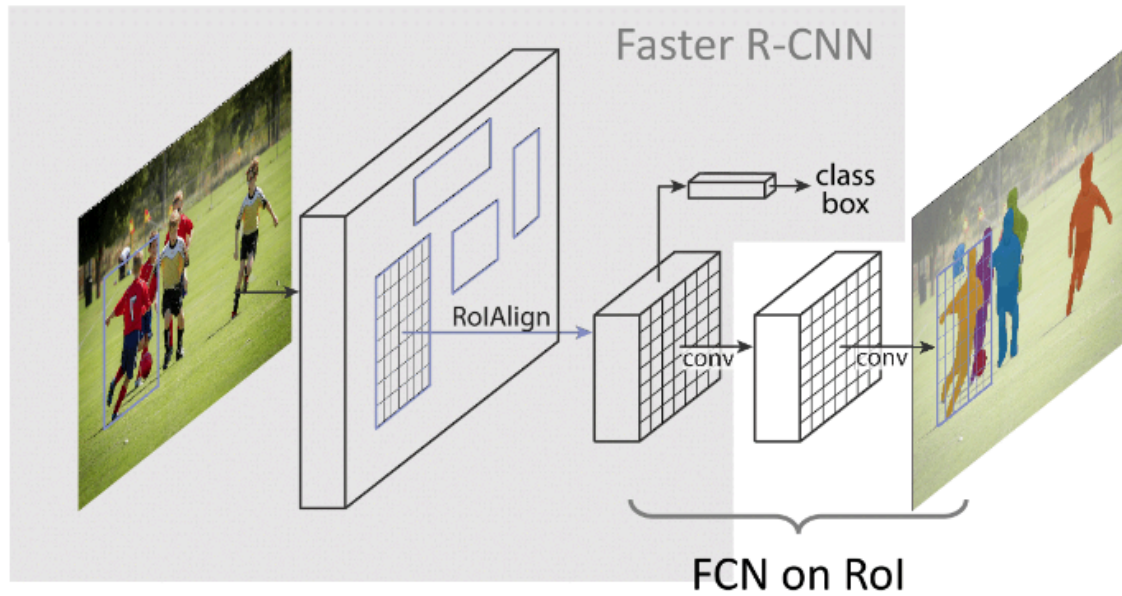 Faster R-CNN
class
box
RoIAlign
conv
conv
FCN on RoI